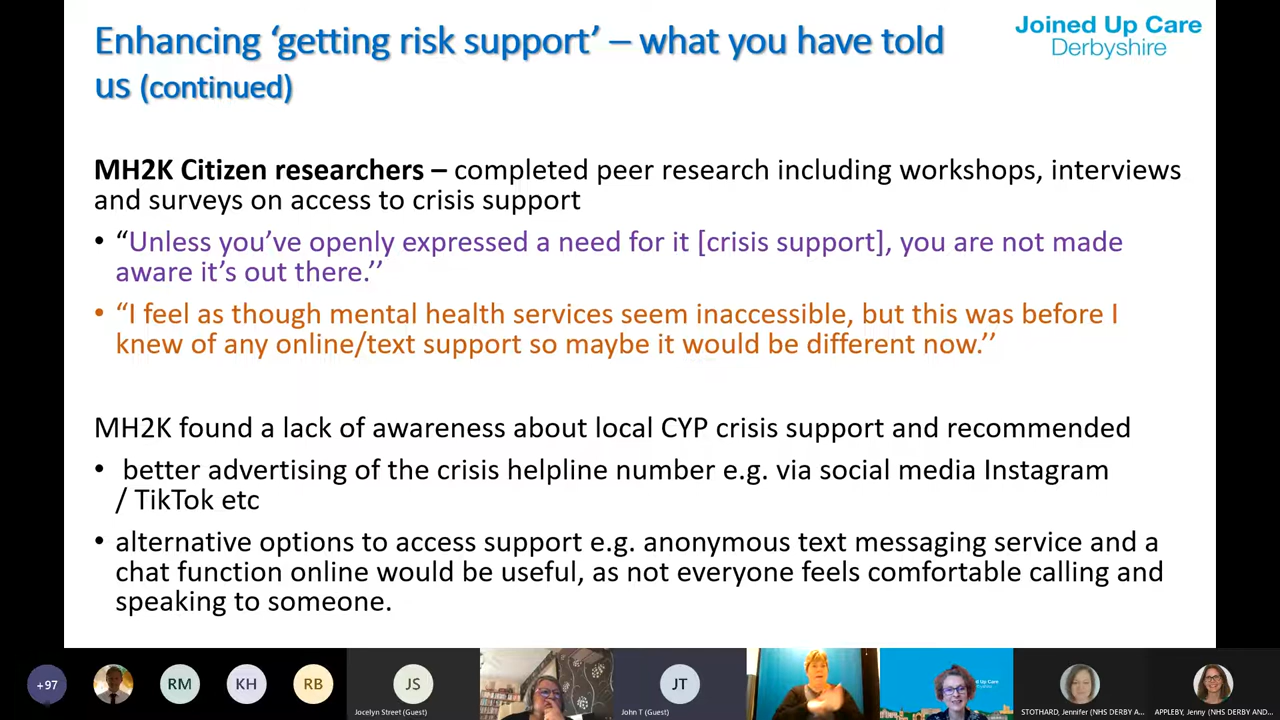 Enhancing ‘getting risk support’ – what you have told
us (continued)
Joined Up Care
Derbyshire
MH2K Citizen researchers – completed peer research including workshops, interviews
and surveys on access to crisis support
• “Unless you’ve openly expressed a need for it [crisis support], you are not made
aware it’s out there.’’
• “I feel as though mental health services seem inaccessible, but this was before I
knew of any online/text support so maybe it would be different now.’’
MH2K found a lack of awareness about local CYP crisis support and recommended
• better advertising of the crisis helpline number e.g. via social media Instagram
/ TikTok etc
• alternative options to access support e.g. anonymous text messaging service and a
chat function online would be useful, as not everyone feels comfortable calling and
speaking to someone.
+97
RM
KH
RB
JS
Jocelyn Street (Guest)
JT
John T (Guest)
STOTHARD, Jennifer (NHS DERBY A...
APPLEBY, Jenny (NHS DERBY AND...